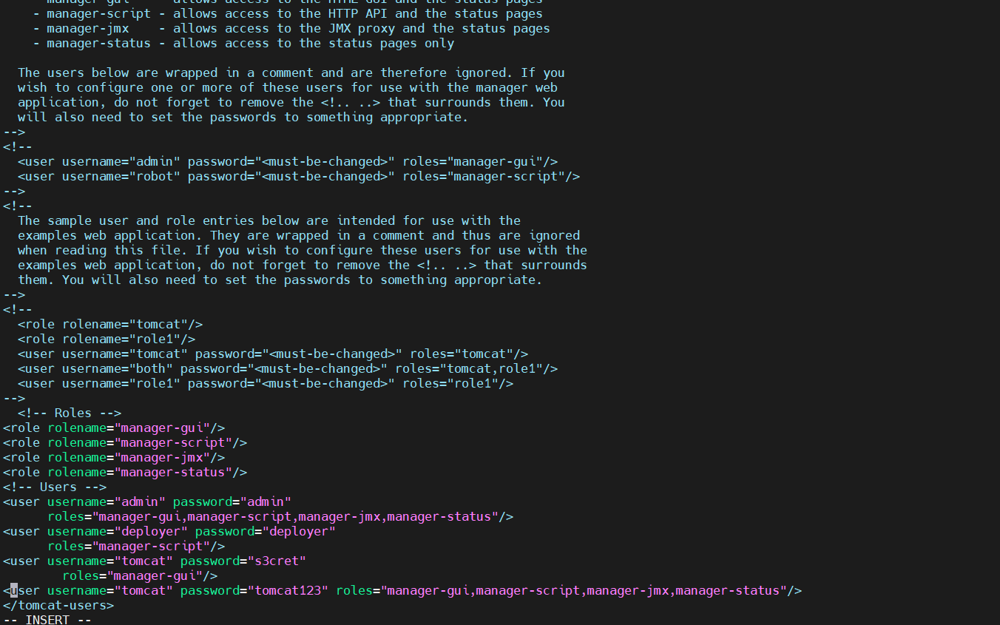 - manager-gui - allows access to the HTML GUI and the status pages
- manager-script - allows access to the HTTP API and the status pages
- manager-jmx - allows access to the JMX proxy and the status pages
- manager-status - allows access to the status pages only
The users below are wrapped in a comment and are therefore ignored. If you
wish to configure one or more of these users for use with the manager web
application, do not forget to remove the <!.. ..> that surrounds them. You
will also need to set the passwords to something appropriate.
-->
<!--
<user username="admin" password="<must-be-changed>" roles="manager-gui"/>
<user username="robot" password="<must-be-changed>" roles="manager-script"/>
-->
<!--
The sample user and role entries below are intended for use with the
examples web application. They are wrapped in a comment and thus are ignored
when reading this file. If you wish to configure these users for use with the
examples web application, do not forget to remove the <!.. ..> that surrounds
them. You will also need to set the passwords to something appropriate.
-->
<!--
<role rolename="tomcat"/>
<role rolename="role1"/>
<user username="tomcat" password="<must-be-changed>" roles="tomcat"/>
<user username="both" password="<must-be-changed>" roles="tomcat,role1"/>
<user username="role1" password="<must-be-changed>" roles="role1"/>
-->
<!-- Roles -->
<role rolename="manager-gui"/>
<role rolename="manager-script"/>
<role rolename="manager-jmx"/>
<role rolename="manager-status"/>
<!-- Users -->
<user username="admin" password="admin"
roles="manager-gui,manager-script,manager-jmx,manager-status"/>
<user username="deployer" password="deployer"
roles="manager-script"/>
<user username="tomcat" password="s3cret"
roles="manager-gui"/>
<user username="tomcat" password="tomcat123" roles="manager-gui,manager-script,manager-jmx,manager-status"/>
</tomcat-users>
-- INSERT --